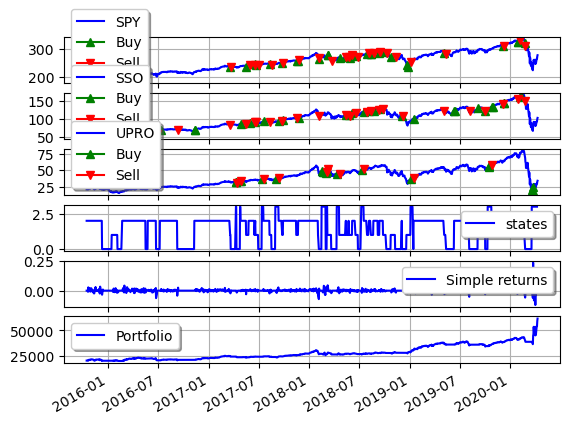 SPY
Buy
Sell
300
200
SSO
Buy
Sell
150
100
50
UPRO
Buy
Sell
75
50
25
2.5
0.0
states
0.25
0.00
Simple returns
50000
25000
Portfolio
2016-01
2016-07
2017-01
2017-07
2018-01
2018-07
2019-01
2019-07
2020-01